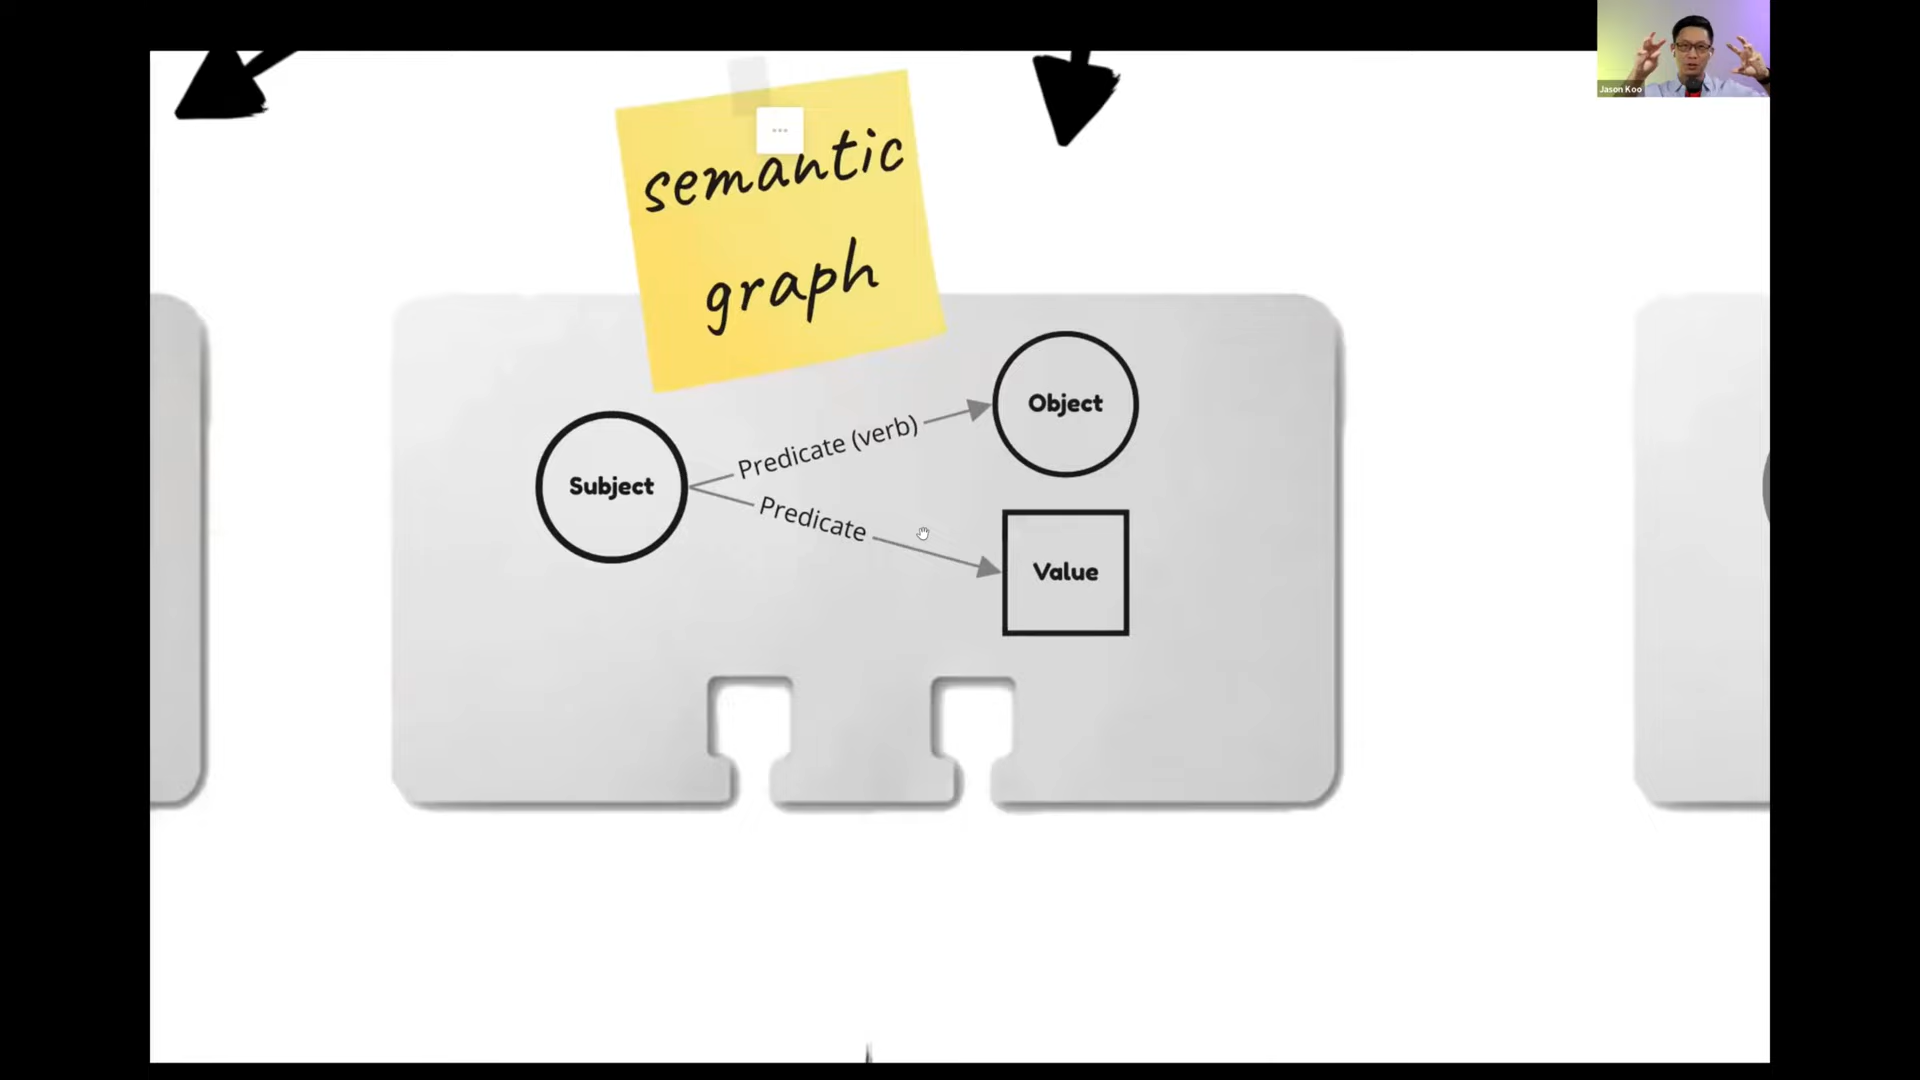 Jason Koo
semantic
graph
Object
Predicate (verb)
Subject
Predicate
Value